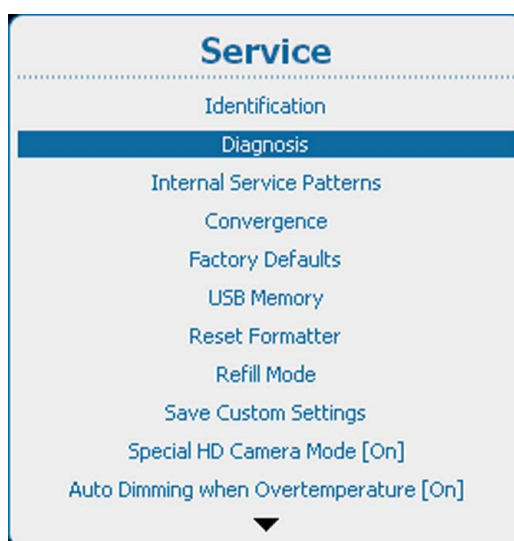 Service
Identification
Diagnosis
Internal Service Patterns
Convergence
Factory Defaults
USB Memory
Reset Formatter
Refill Mode
Save Custom Settings
Special HD Camera Mode [On]
Auto Dimming when Overtemperature [On]